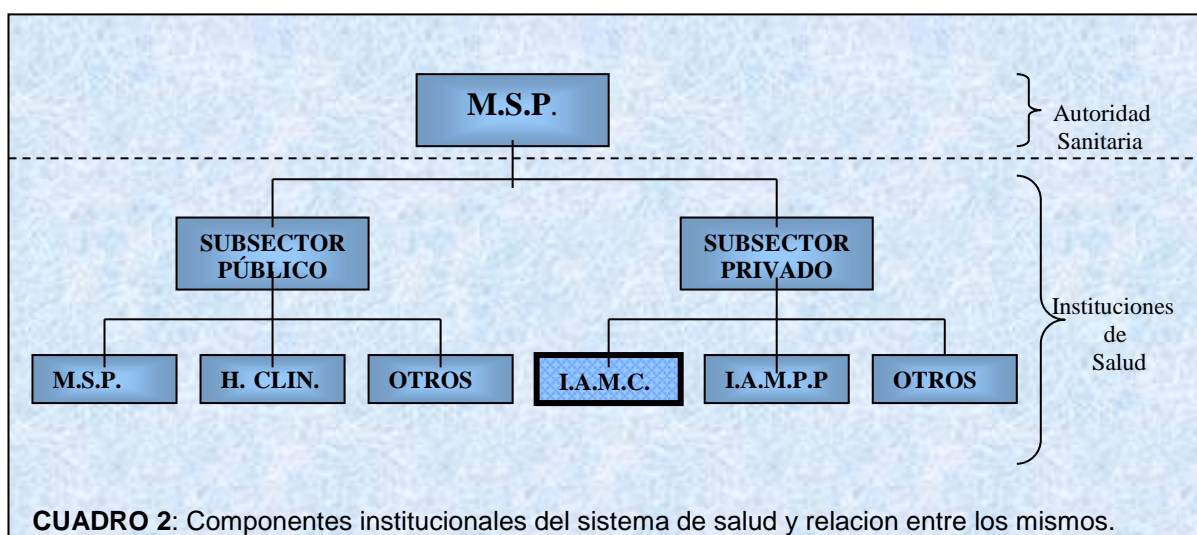 M.S.P.
Autoridad
Sanitaria
SUBSECTOR
PÚBLICO
SUBSECTOR
PRIVADO
Instituciones
de
Salud
M.S.P.
H. CLIN.
OTROS
I.A.M.C.
I.A.M.P.P
OTROS
CUADRO 2: Componentes institucionales del sistema de salud y relacion entre los mismos.